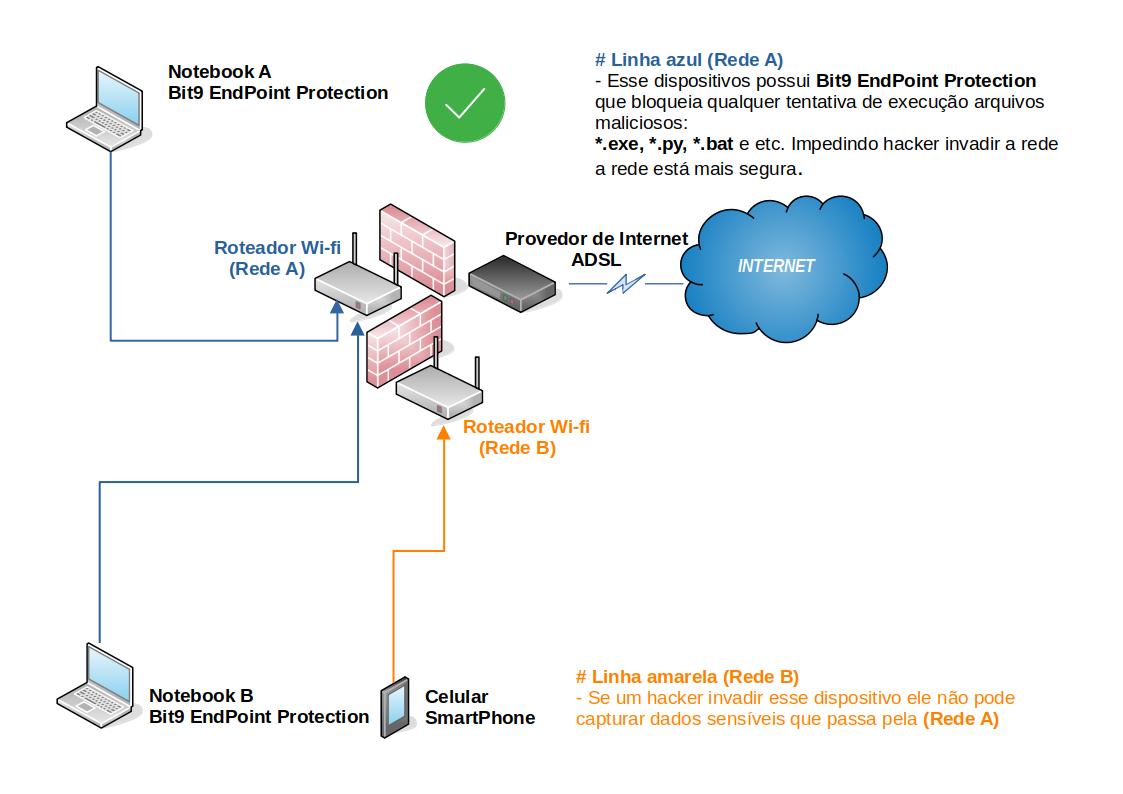 Notebook A
Bit9 EndPoint Protection
# Linha azul (Rede A)
- Esse dispositivos possui Bit9 EndPoint Protection
que bloqueia qualquer tentativa de execução arquivos
maliciosos:
*.exe, *.py, *.bat e etc. Impedindo hacker invadir a rede
a rede está mais segura.
Roteador Wi-fi
(Rede A)
Provedor de Internet
ADSL
INTERNET
Roteador Wi-fi
(Rede B)
Notebook B
Bit9 EndPoint Protection
Celular
SmartPhone
# Linha amarela (Rede B)
- Se um hacker invadir esse dispositivo ele não pode
capturar dados sensíveis que passa pela (Rede A)